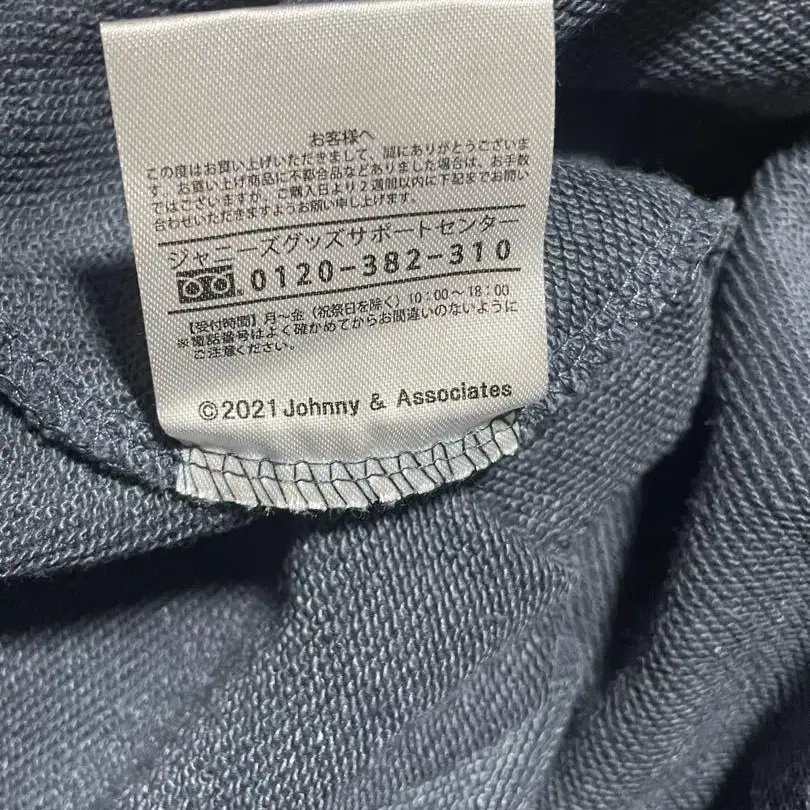 お客様へ
この度はお買い上げいただきまして、誠にありがとうございま
す。お買い上げ商品に不都合品などありました場合は、お手数
ではございますが、ご購入日より2週間以内に下記までお問い
合わせいただきますようお願い申し上げます。
ジャニーズグッズサポートセンター
0120-382-310
【受付時間】月～金（祝祭日を除く）10:00～18:00
※電話番号はよく確かめてからお間違いのないように
ご注意ください。
©2021 Johnny & Associates